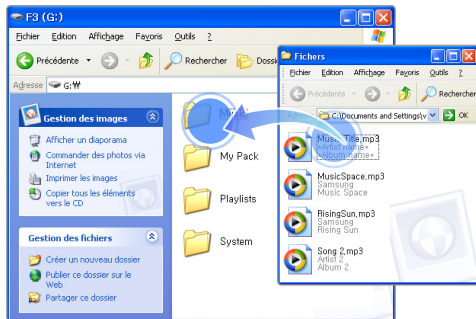 F3 (G:)
Fichier Edition Affichage Favoris Outils ?
Précédente Rechercher Dossi
Adresse G:₩
Gestion des images
Afficher un diaporama
Commander des photos via
Internet
Imprimer les images
Copier tous les éléments
vers le CD
Gestion des fichiers
Créer un nouveau dossier
Publier ce dossier sur le
Web
Partager ce dossier
Music
My Pack
Playlists
System
Fichers
Fichier Edition Affichage Favoris Outils ?
Précédente Rechercher
C:\Documents and Settings\v OK
Music Title.mp3
<Artist name>
<Album name>
MusicSpace.mp3
Samsung
Music Space
RisingSun.mp3
Samsung
Rising Sun
Song 2.mp3
Artist 2
Album 2